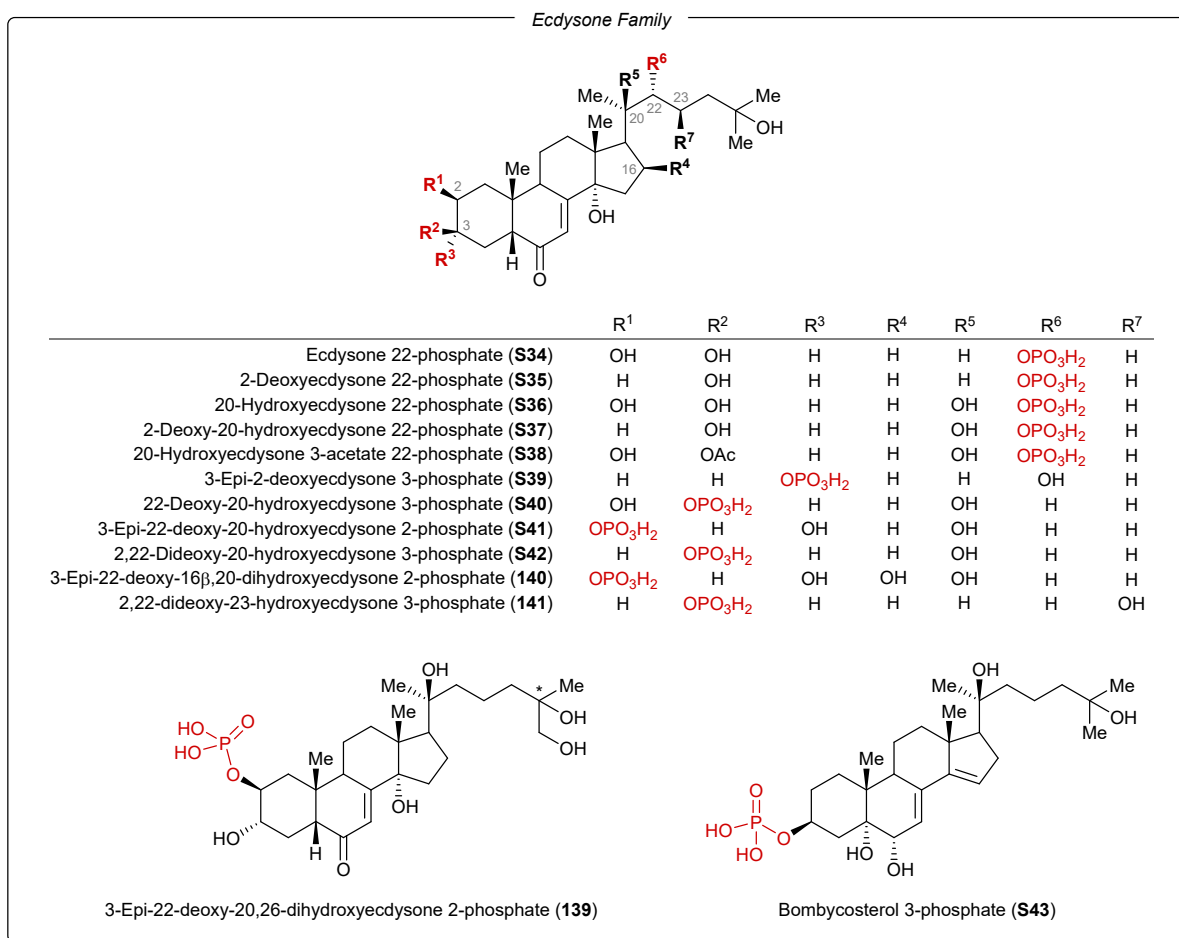 Ecdysone Family
R⁶
R⁵
Me
23
22
20
Me
OH
Me
R⁷
Me
16
R⁴
Me
R¹
2
OH
R²
3
R³
H
O
R¹ R² R³ R⁴ R⁵ R⁶ R⁷
Ecdysone 22-phosphate (S34) OH OH H H H OPO₃H₂ H
2-Deoxyecdysone 22-phosphate (S35) H OH H H H OPO₃H₂ H
20-Hydroxyecdysone 22-phosphate (S36) OH OH H H OH OPO₃H₂ H
2-Deoxy-20-hydroxyecdysone 22-phosphate (S37) H OH H H OH OPO₃H₂ H
20-Hydroxyecdysone 3-acetate 22-phosphate (S38) OH OAc H H OH OPO₃H₂ H
3-Epi-2-deoxyecdysone 3-phosphate (S39) H H OPO₃H₂ H H OH H
22-Deoxy-20-hydroxyecdysone 3-phosphate (S40) OH OPO₃H₂ H H OH H H
3-Epi-22-deoxy-20-hydroxyecdysone 2-phosphate (S41) OPO₃H₂ H OH H OH H H
2,22-Dideoxy-20-hydroxyecdysone 3-phosphate (S42) H OPO₃H₂ H H OH H H
3-Epi-22-deoxy-16β,20-dihydroxyecdysone 2-phosphate (140) OPO₃H₂ H OH OH OH H H
2,22-dideoxy-23-hydroxyecdysone 3-phosphate (141) H OPO₃H₂ H H H H OH
OH
Me
*
Me
OH
OH
Me
HO
O
P
HO
O
Me
OH
HO
H
O
3-Epi-22-deoxy-20,26-dihydroxyecdysone 2-phosphate (139)
OH
Me
Me
OH
Me
Me
Me
O
HO
P
O
OH
HO
OH
Bombycosterol 3-phosphate (S43)